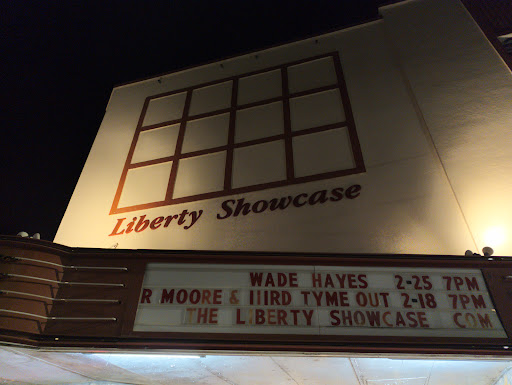 Liberty Showcase
WADE HAYES 2-25 7PM
R MOORE & IIIRD TYME OUT 2-18 7PM
THE LIBERTY SHOWCASE COM